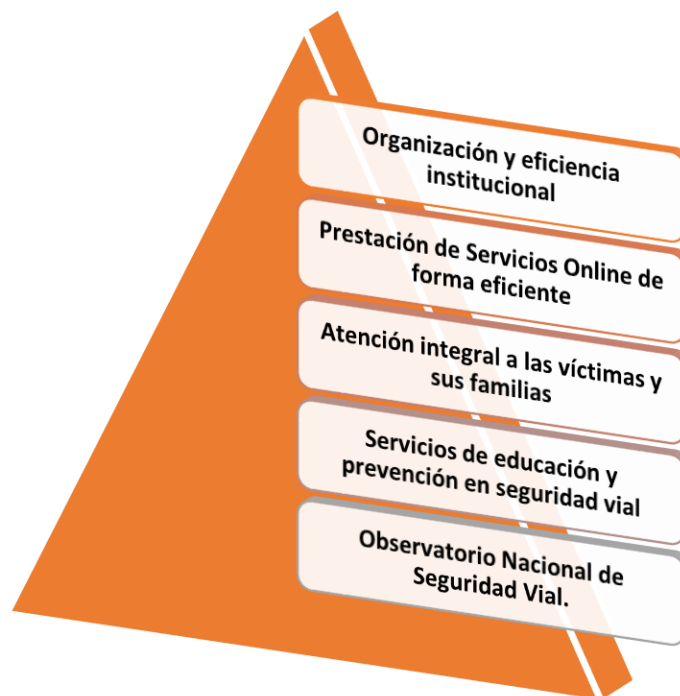 Organización y eficiencia
institucional
Prestación de Servicios Online de
forma eficiente
Atención integral a las víctimas y
sus familias
Servicios de educación y
prevención en seguridad vial
Observatorio Nacional de
Seguridad Vial.